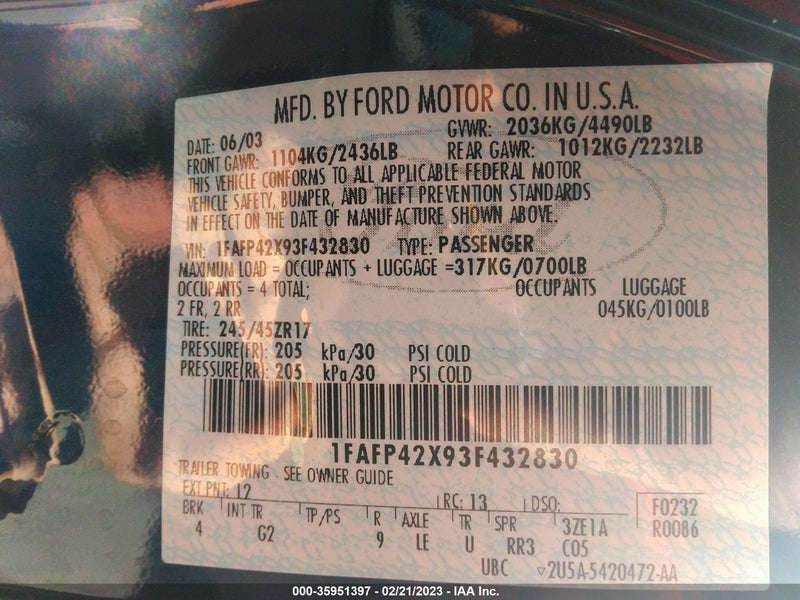 MFD. BY FORD MOTOR CO. IN U.S.A.
DATE: 06/03 GVWR: 2036KG/4490LB
FRONT GAWR: 1104KG/2436LB REAR GAWR: 1012KG/2232LB
THIS VEHICLE CONFORMS TO ALL APPLICABLE FEDERAL MOTOR
VEHICLE SAFETY, BUMPER, AND THEFT PREVENTION STANDARDS
IN EFFECT ON THE DATE OF MANUFACTURE SHOWN ABOVE.
VIN: 1FAFP42X93F432830 TYPE: PASSENGER
MAXIMUM LOAD = OCCUPANTS + LUGGAGE =317KG/0700LB
OCCUPANTS = 4 TOTAL; OCCUPANTS LUGGAGE
2 FR, 2 RR 045KG/0100LB
TIRE: 245/45ZR17
PRESSURE(FR): 205 kPa/30 PSI COLD
PRESSURE(RR): 205 kPa/30 PSI COLD
1FAFP42X93F432830
TRAILER TOWING - SEE OWNER GUIDE
EXT PNT: L2 RC: 13 DSO: F0232
BRK INT TR TP/PS R AXLE TR SPR 3ZE1A R0086
4 G2 9 LE U RR3 C05
UBC ▽2U5A-5420472-AA
000-35951397 - 02/21/2023 - IAA Inc.